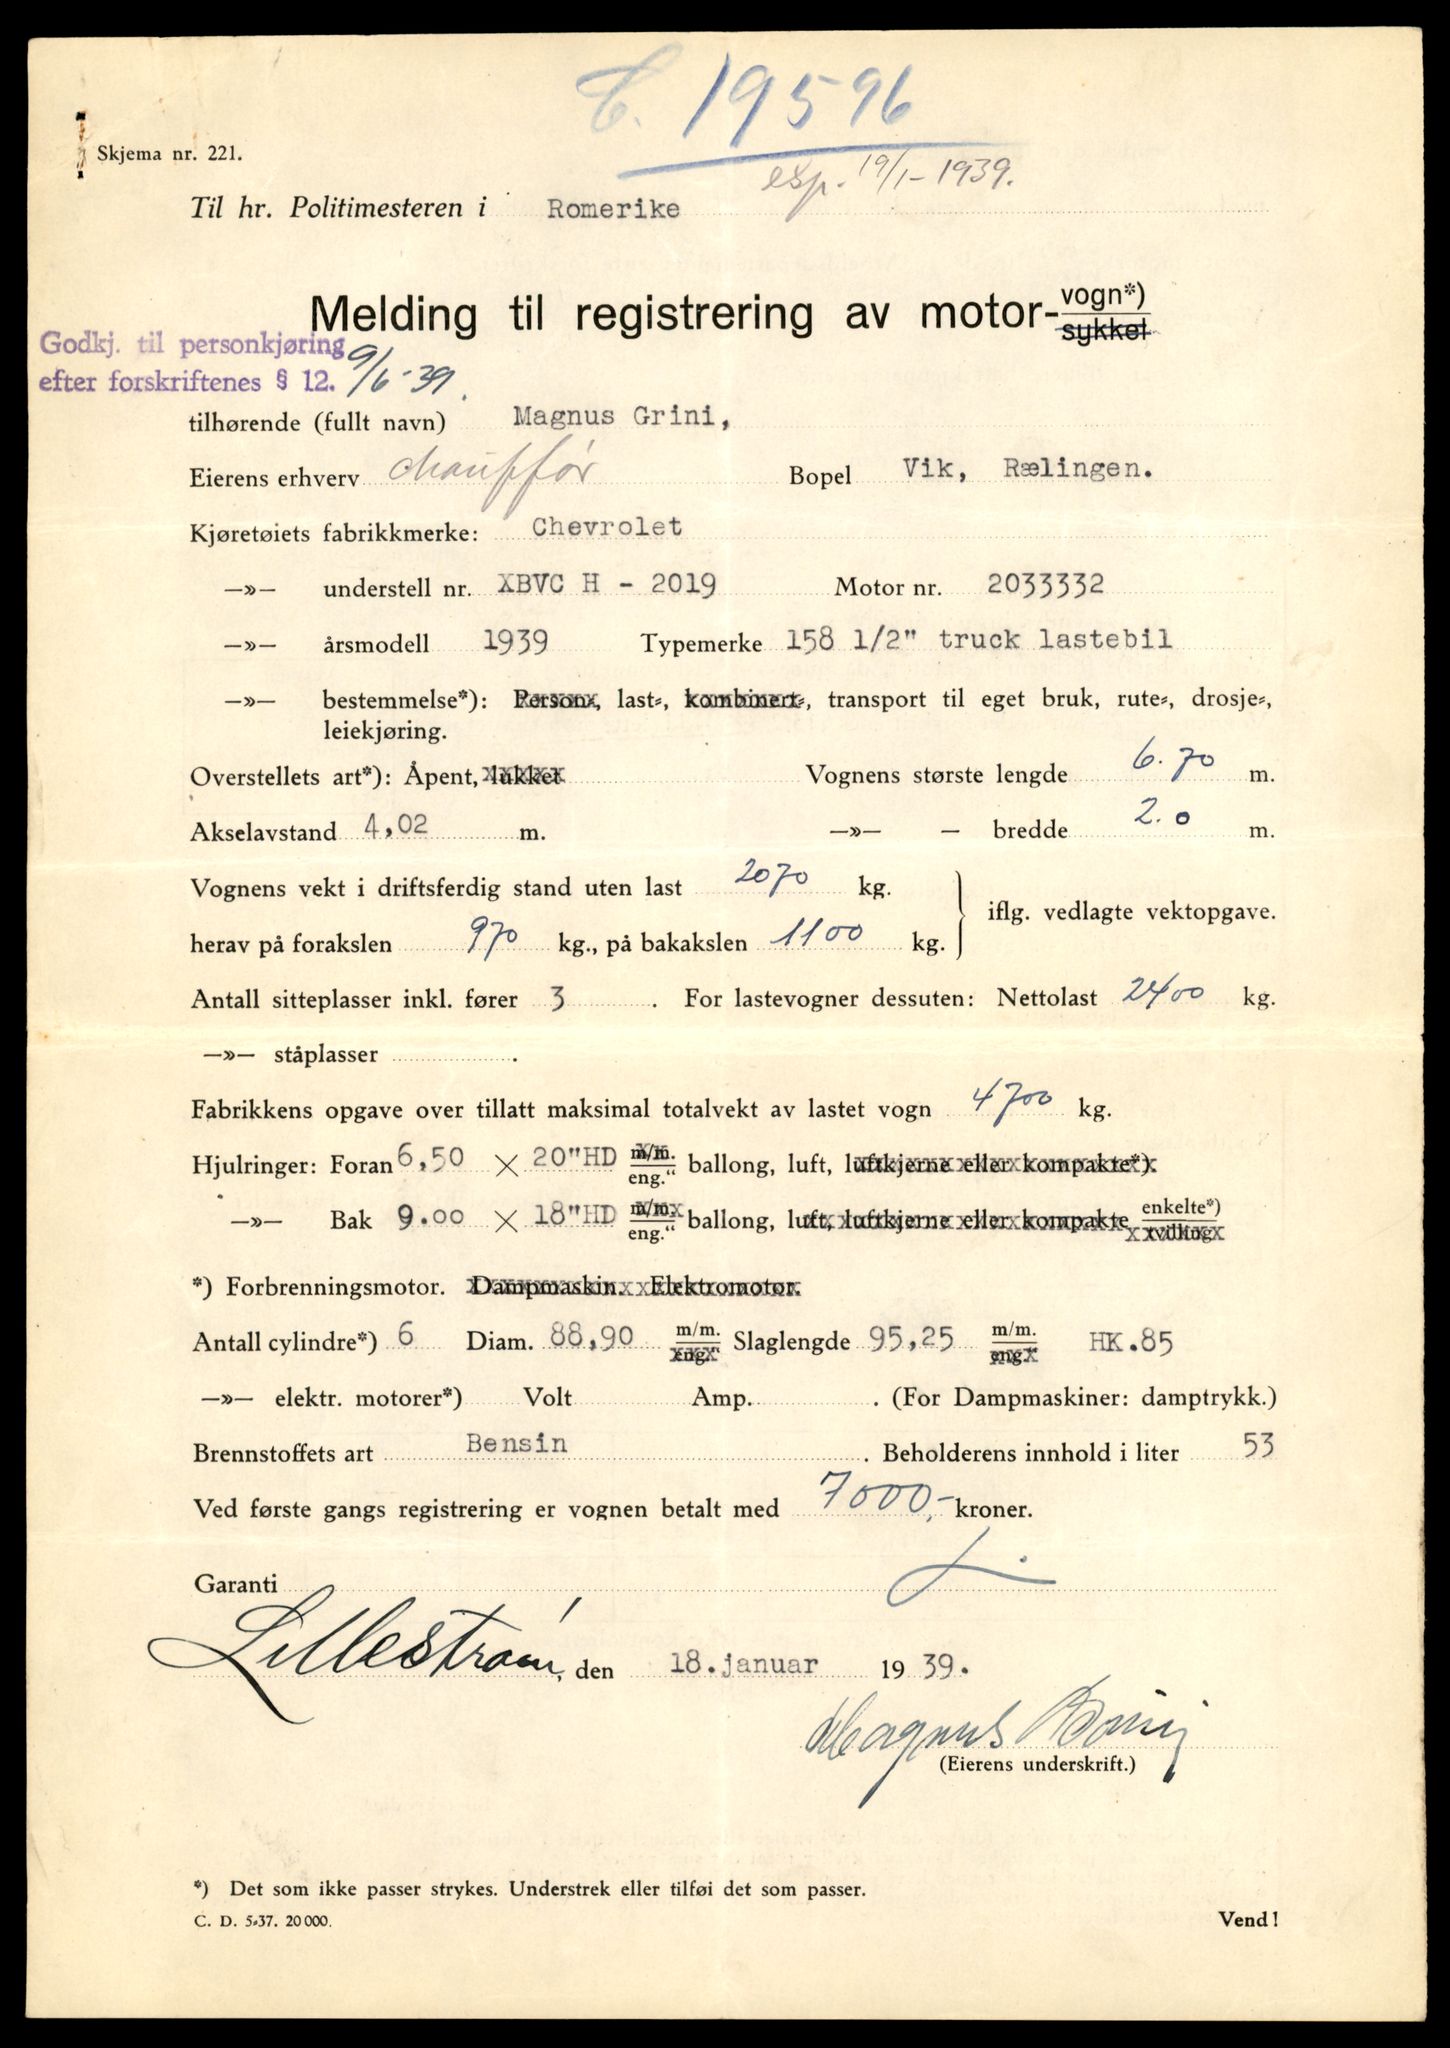 C. 19596
esp. 19/1-1939.
Skjema nr. 221.
Til hr. Politimesteren i Romerike
Melding til registrering av motor- vogn*) sykkel
Godkj. til personkjøring
efter forskriftenes § 12. 9/6-39.
tilhørende (fullt navn) Magnus Grini,
Eierens erhverv chauffør Bopel Vik, Rælingen.
Kjøretøiets fabrikkmerke: Chevrolet
—»— understell nr. XBVC H - 2019 Motor nr. 2033332
—»— årsmodell 1939 Typemerke 158 1/2" truck lastebil
—»— bestemmelse*): Person-, last-, kombinert-, transport til eget bruk, rute-, drosje-,
leiekjøring.
Overstellets art*): Åpent, lukket Vognens største lengde 6.70 m.
Akselavstand 4,02 m. —»— — bredde 2.0 m.
Vognens vekt i driftsferdig stand uten last 2070 kg.
herav på forakslen 970 kg., på bakakslen 1100 kg. } iflg. vedlagte vektopgave.
Antall sitteplasser inkl. fører 3 . For lastevogner dessuten: Nettolast 2400 kg.
—»— ståplasser .
Fabrikkens opgave over tillatt maksimal totalvekt av lastet vogn 4700 kg.
Hjulringer: Foran 6,50 × 20"HD m/m. eng." ballong, luft, luftkjerne eller kompakte*).
—»— Bak 9.00 × 18"HD m/m. eng." ballong, luft, luftkjerne eller kompakte enkelte*) tvilling
*) Forbrenningsmotor. Dampmaskin. Elektromotor.
Antall cylindre*) 6 Diam. 88,90 m/m. eng." Slaglengde 95,25 m/m. eng." HK.85
—»— elektr. motorer*) Volt Amp. . (For Dampmaskiner: damptrykk.)
Brennstoffets art Bensin . Beholderens innhold i liter 53
Ved første gangs registrering er vognen betalt med 7000,- kroner.
Garanti
Lillestrøm, den 18.januar 1939.
Magnus Grini
(Eierens underskrift.)
*) Det som ikke passer strykes. Understrek eller tilføi det som passer.
C. D. 5-37. 20000. Vend!